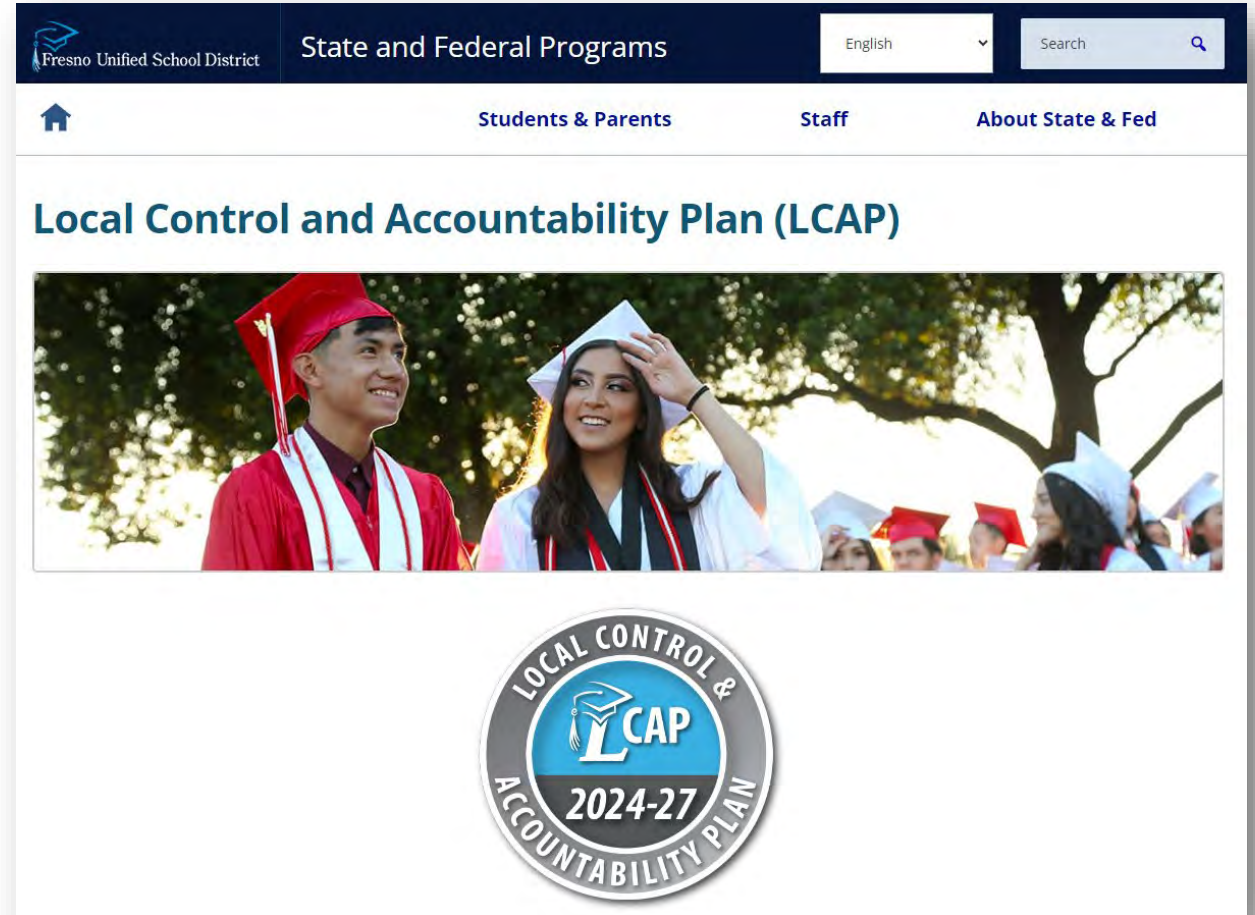 Fresno Unified School District
State and Federal Programs
English
Search
Students & Parents
Staff
About State & Fed
Local Control and Accountability Plan (LCAP)
LOCAL CONTROL &
LCAP
2024-27
ACCOUNTABILITY PLAN